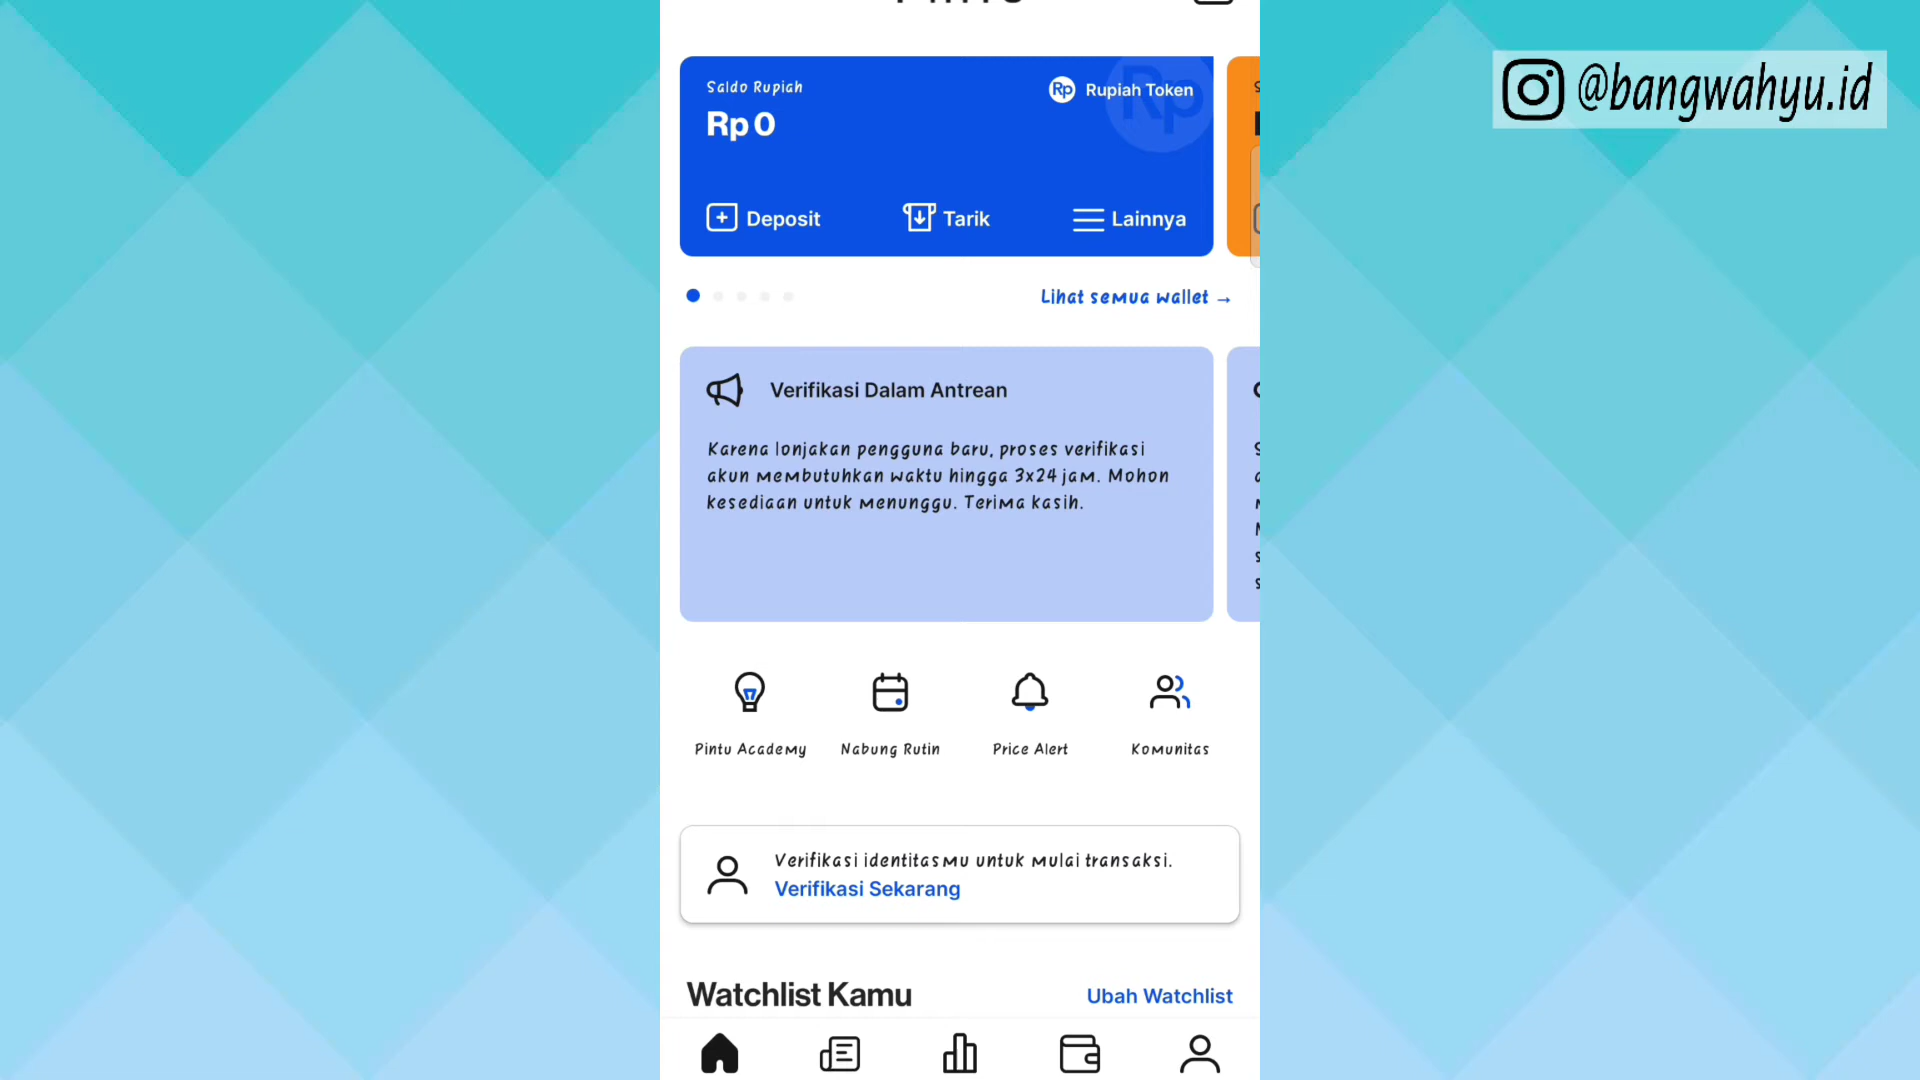 @bangwahyu.id
Saldo Rupiah
Rp Rupiah Token
Rp 0
Deposit
Tarik
Lainnya
Lihat semua wallet →
Verifikasi Dalam Antrean
Karena lonjakan pengguna baru, proses verifikasi
akun membutuhkan waktu hingga 3x24 jam. Mohon
kesediaan untuk menunggu. Terima kasih.
Pintu Academy
Nabung Rutin
Price Alert
Komunitas
Verifikasi identitasmu untuk mulai transaksi.
Verifikasi Sekarang
Watchlist Kamu
Ubah Watchlist